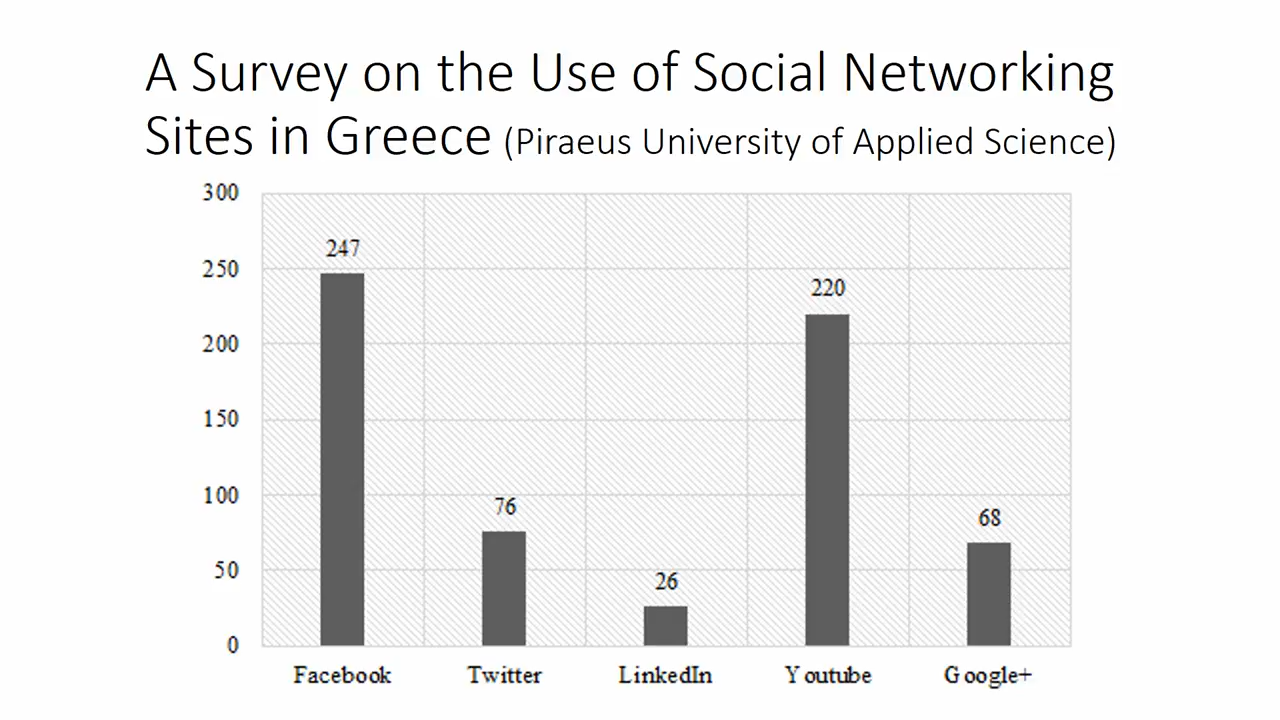 A Survey on the Use of Social Networking
Sites in Greece (Piraeus University of Applied Science)
300
247
250
220
200
150
100
76
68
50
26
0
Facebook
Twitter
LinkedIn
Youtube
Google+